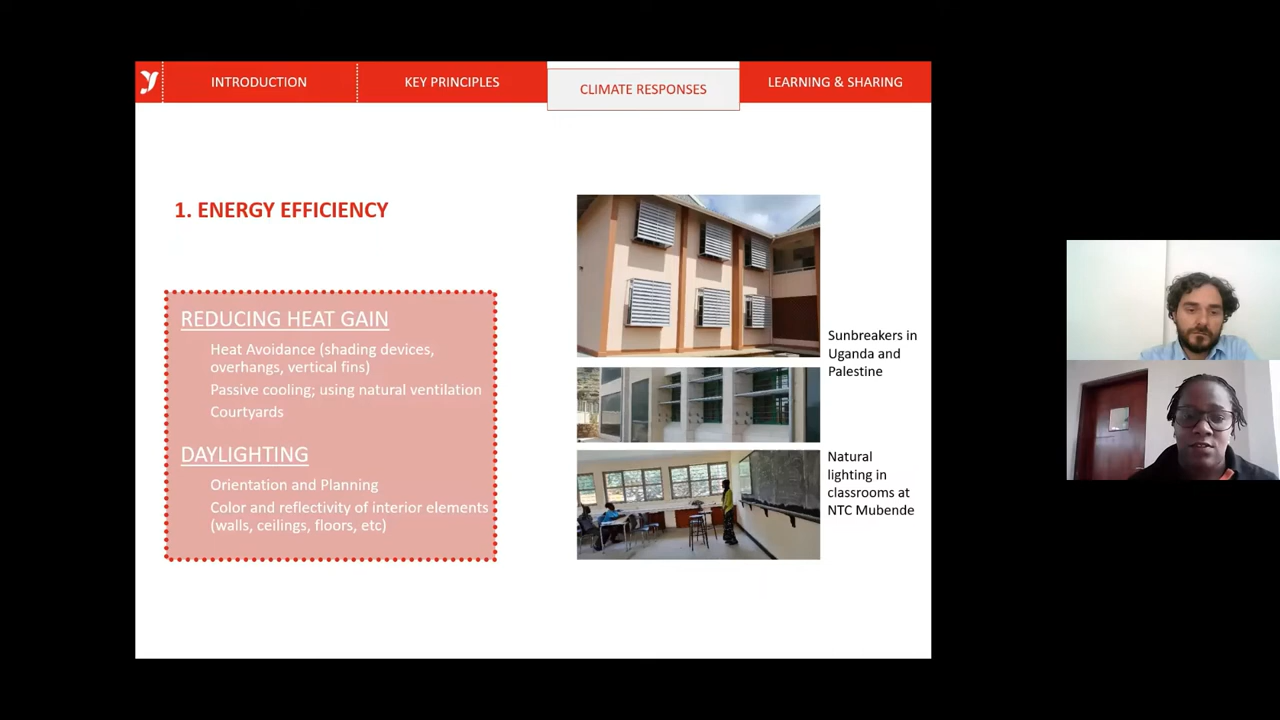 INTRODUCTION
KEY PRINCIPLES
CLIMATE RESPONSES
LEARNING & SHARING
1. ENERGY EFFICIENCY
REDUCING HEAT GAIN
Heat Avoidance (shading devices,
overhangs, vertical fins)
Passive cooling; using natural ventilation
Courtyards
DAYLIGHTING
Orientation and Planning
Color and reflectivity of interior elements
(walls, ceilings, floors, etc)
Sunbreakers in
Uganda and
Palestine
Natural
lighting in
classrooms at
NTC Mubende